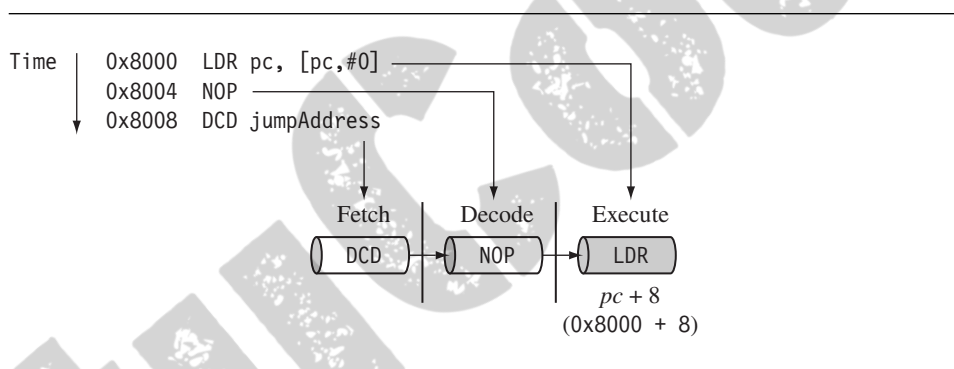 Time 0x8000 LDR pc, [pc,#0]
0x8004 NOP
0x8008 DCD jumpAddress
Fetch Decode Execute
DCD NOP LDR
pc + 8
(0x8000 + 8)